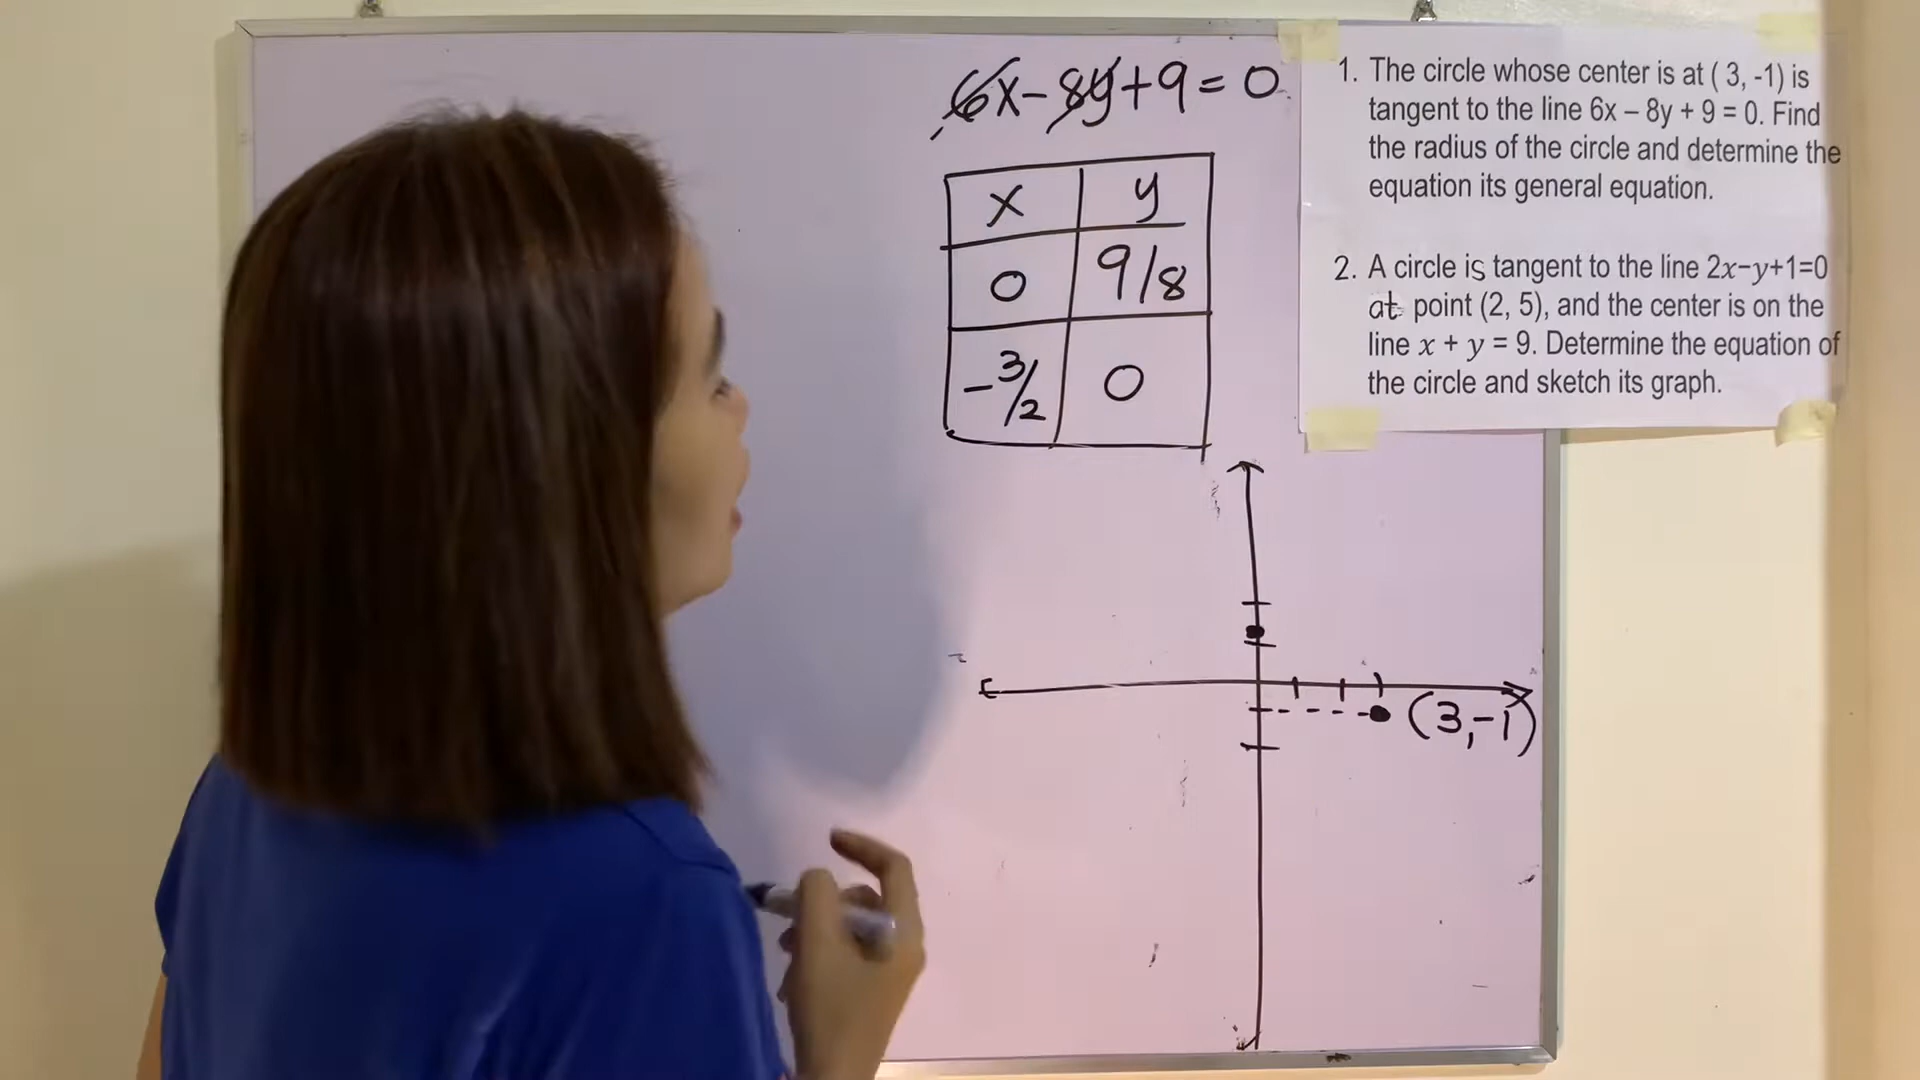 6x-8y+9=0
x y
0 9/8
-3/2 0
(3,-1)
1. The circle whose center is at ( 3, -1) is
tangent to the line 6x – 8y + 9 = 0. Find
the radius of the circle and determine the
equation its general equation.
2. A circle is tangent to the line 2x−y+1=0
at point (2, 5), and the center is on the
line x + y = 9. Determine the equation of
the circle and sketch its graph.